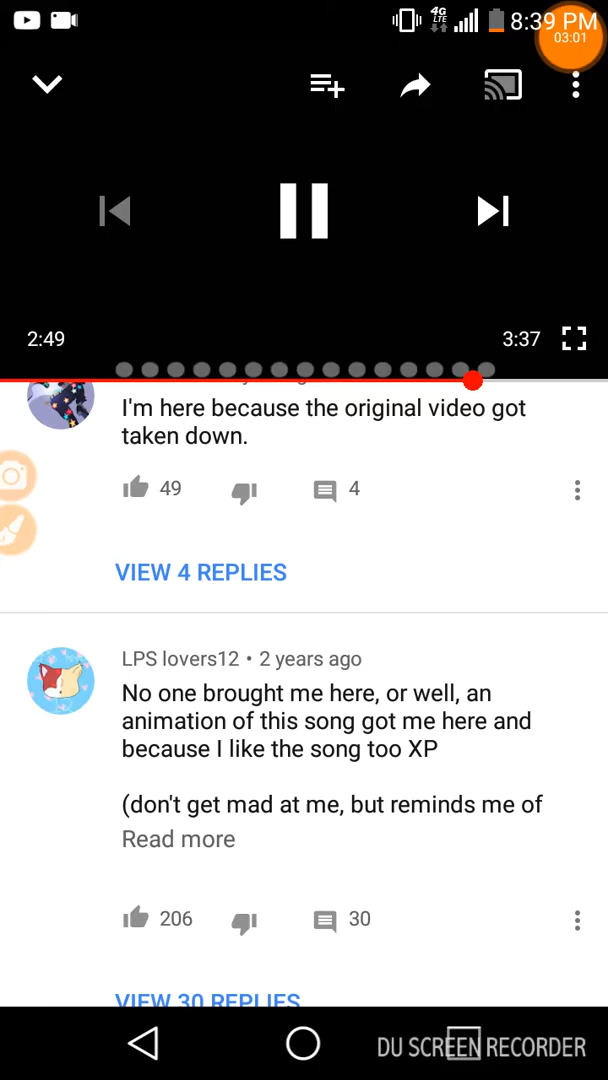 4G
LTE
8:39 PM
03:01
2:49
3:37
I'm here because the original video got
taken down.
49
4
VIEW 4 REPLIES
LPS lovers12 • 2 years ago
No one brought me here, or well, an
animation of this song got me here and
because I like the song too XP
(don't get mad at me, but reminds me of
Read more
206
30
VIEW 30 REPLIES
DU SCREEN RECORDER